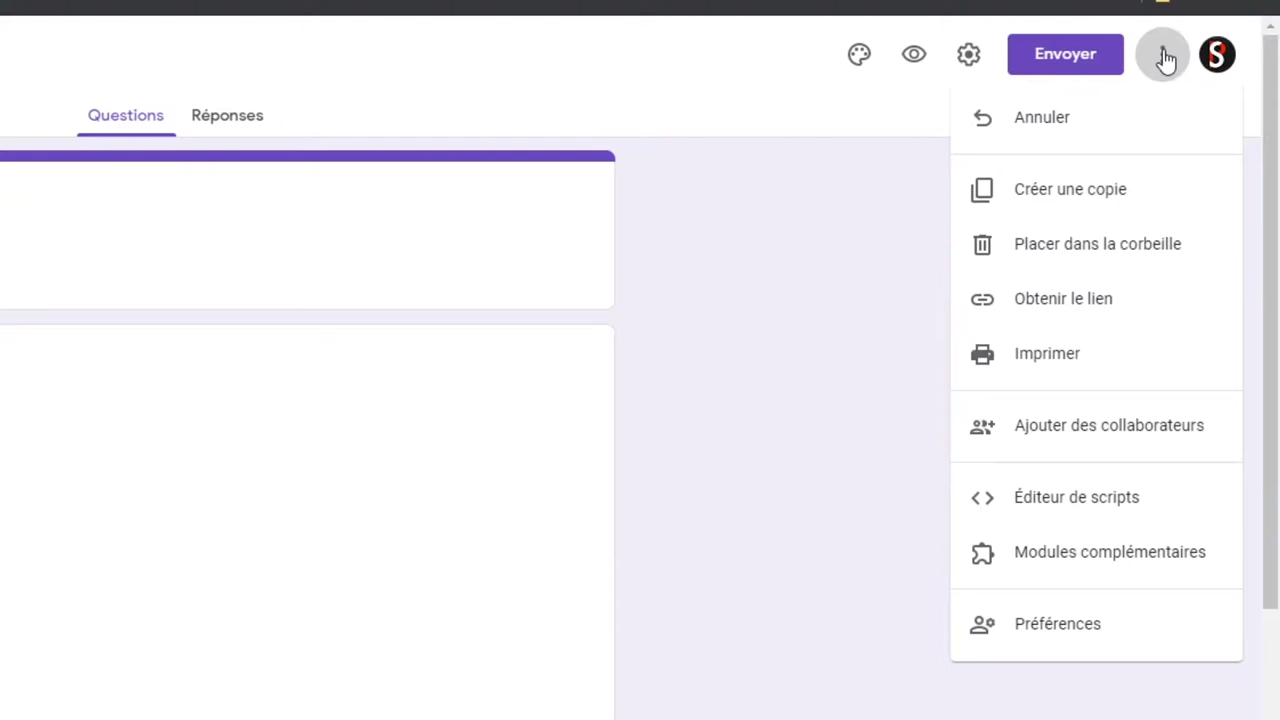 Envoyer
S
Questions
Réponses
Annuler
Créer une copie
Placer dans la corbeille
Obtenir le lien
Imprimer
Ajouter des collaborateurs
Éditeur de scripts
Modules complémentaires
Préférences